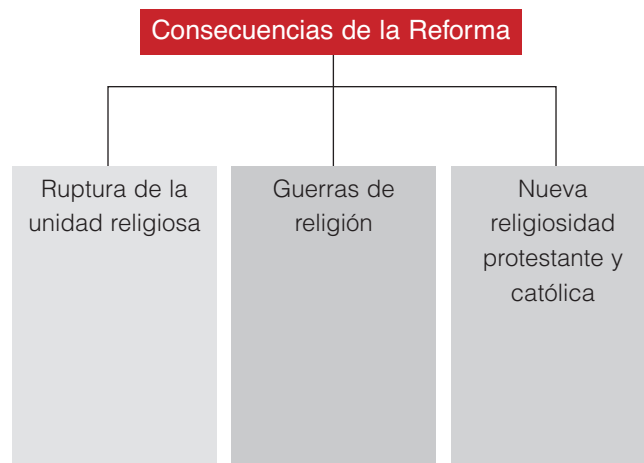 Consecuencias de la Reforma
Ruptura de la
unidad religiosa
Guerras de
religión
Nueva
religiosidad
protestante y
católica